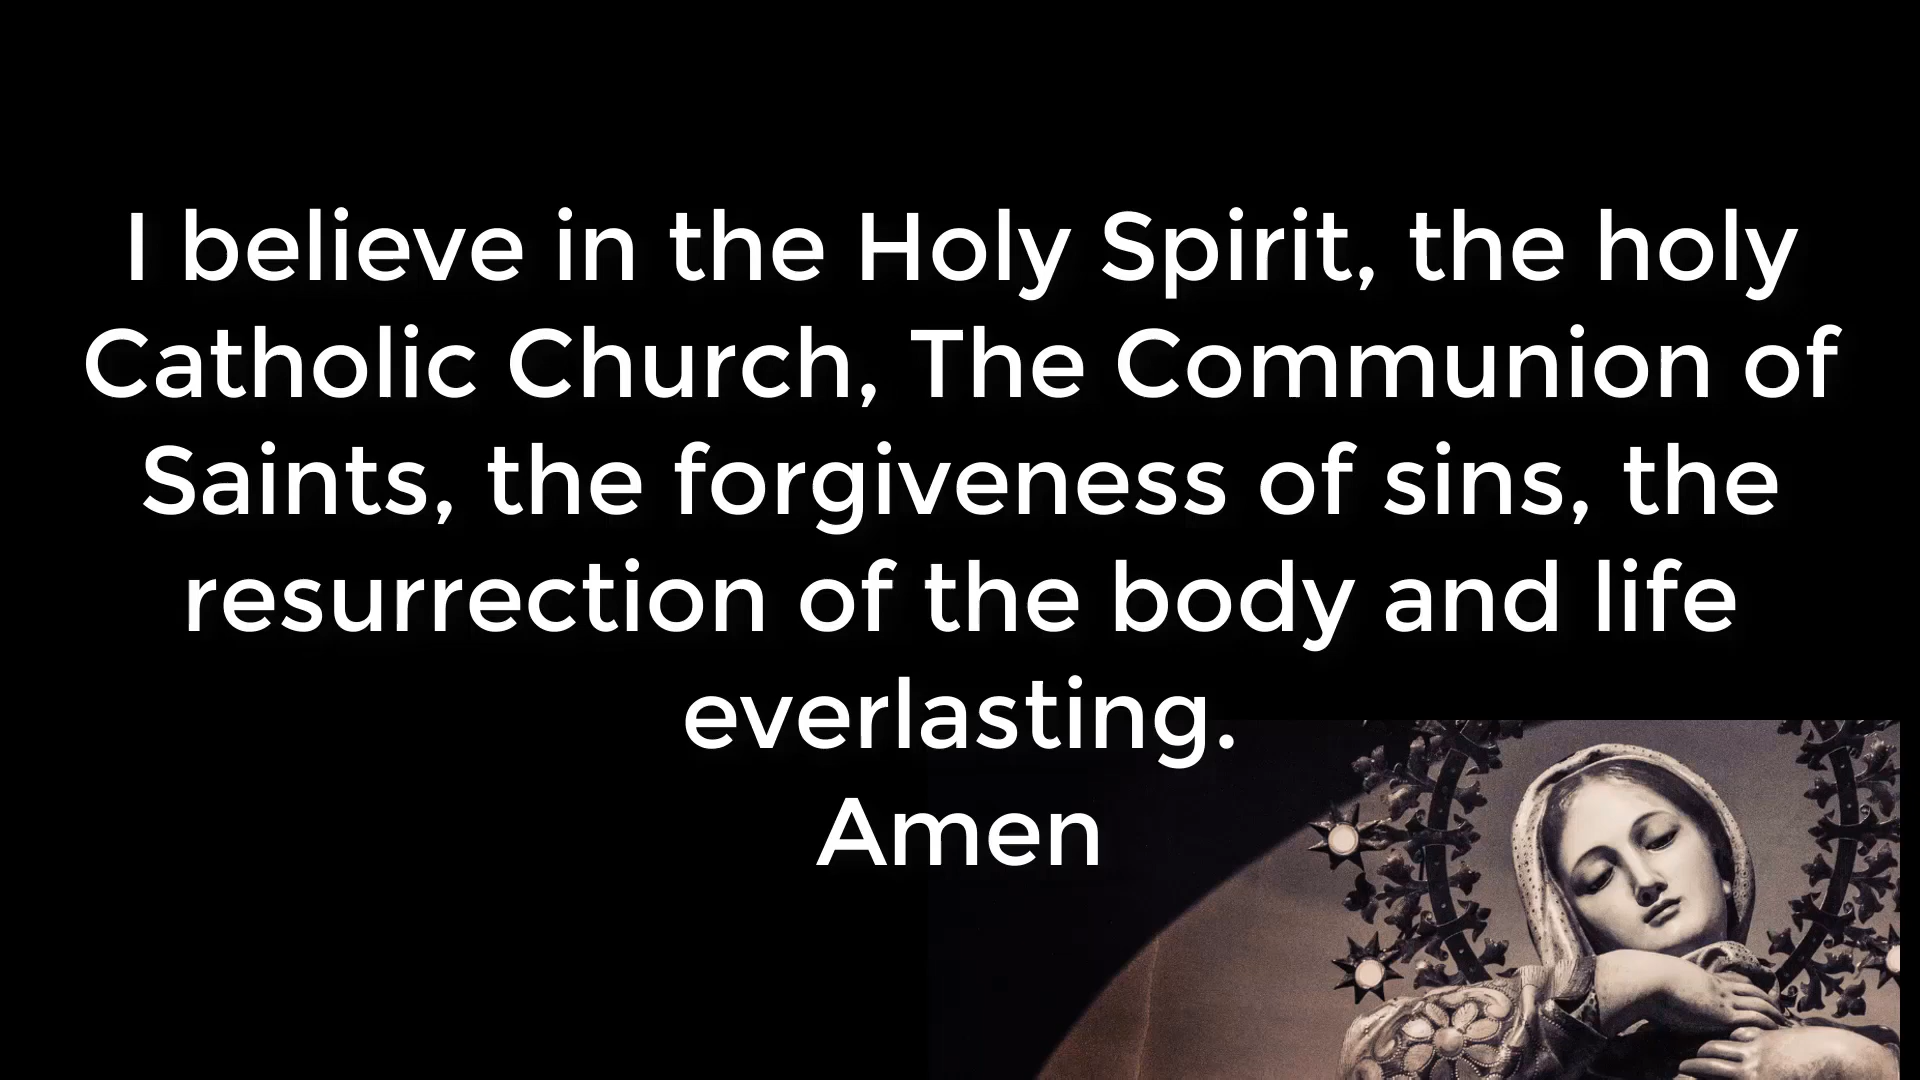 I believe in the Holy Spirit, the holy
Catholic Church, The Communion of
Saints, the forgiveness of sins, the
resurrection of the body and life
everlasting.
Amen